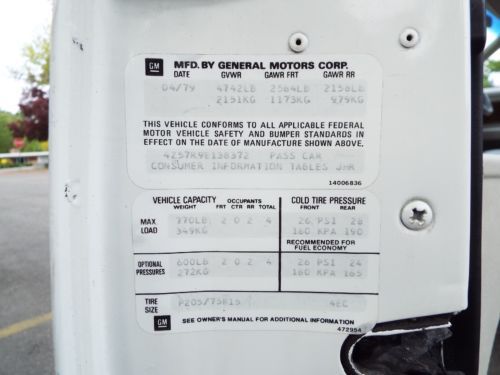 GM MFD. BY GENERAL MOTORS CORP.
DATE GVWR GAWR FRT GAWR RR
04/79 4742LB 2584LB 2158LB
2151KG 1173KG 979KG
THIS VEHICLE CONFORMS TO ALL APPLICABLE FEDERAL
MOTOR VEHICLE SAFETY AND BUMPER STANDARDS IN
EFFECT ON THE DATE OF MANUFACTURE SHOWN ABOVE.
4Z57R9E138372 PASS CAR
CONSUMER INFORMATION TABLES
14006836
VEHICLE CAPACITY OCCUPANTS COLD TIRE PRESSURE
WEIGHT FRT CTR RR TOTAL FRONT REAR
MAX. 770LB 2 0 2 4 26 PSI 28
LOAD 349KG 180 KPA 190
RECOMMENDED FOR
FUEL ECONOMY
OPTIONAL 600LB 2 0 2 4 26 PSI 24
PRESSURES 272KG 180 KPA 165
TIRE P205/75R15 4EC
SIZE
GM SEE OWNER'S MANUAL FOR ADDITIONAL INFORMATION
472954